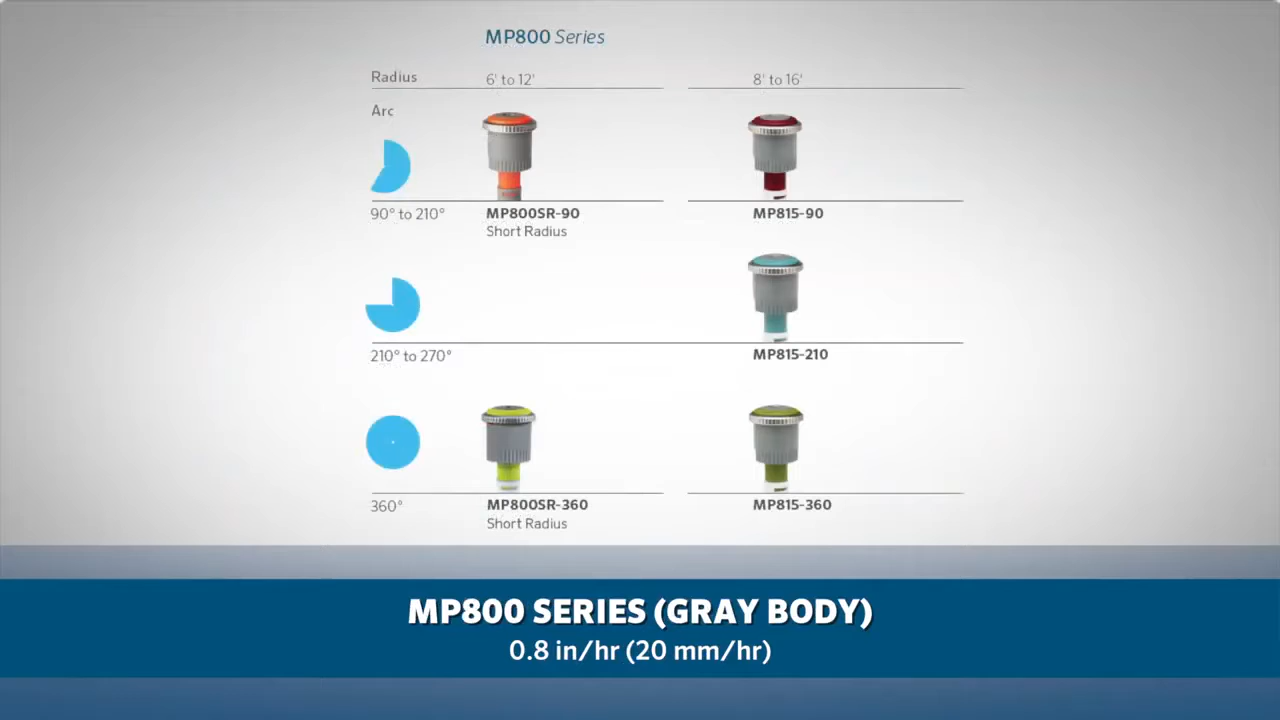 MP800 Series
Radius 6' to 12' 8' to 16'
Arc
90° to 210° MP800SR-90 MP815-90
Short Radius
210° to 270° MP815-210
360° MP800SR-360 MP815-360
Short Radius
MP800 SERIES (GRAY BODY)
0.8 in/hr (20 mm/hr)